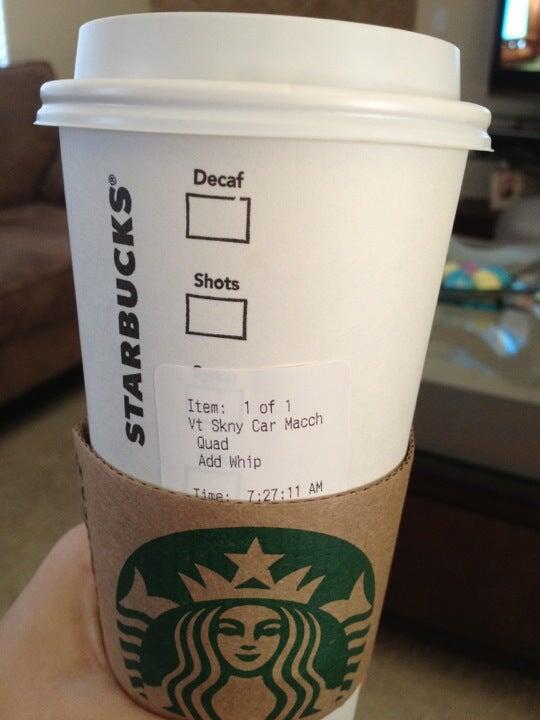 STARBUCKS®
Decaf
Shots
Item: 1 of 1
Vt Skny Car Macch
Quad
Add Whip
Time: 7:27:11 AM